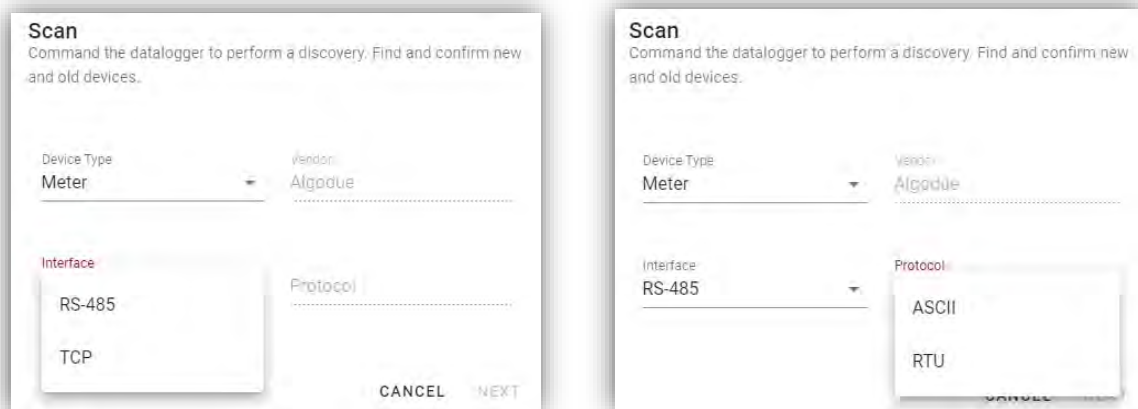 Scan
Command the datalogger to perform a discovery. Find and confirm new
and old devices.
Device Type
Meter
Vendor
Algodue
Interface
RS-485
TCP
Protocol
CANCEL NEXT
Scan
Command the datalogger to perform a discovery. Find and confirm new
and old devices.
Device Type
Meter
Vendor
Algodue
Interface
RS-485
Protocol
ASCII
RTU
CANCEL